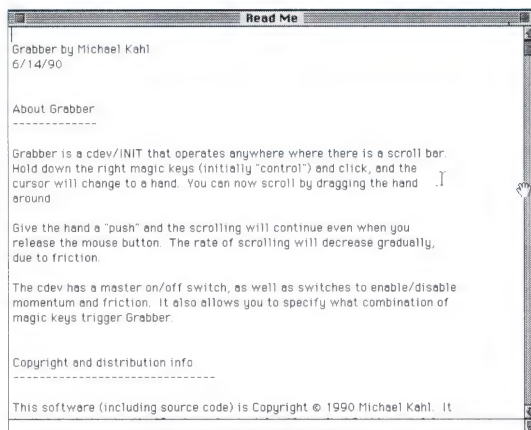 Read Me
Grabber by Michael Kahl
6/14/90
About Grabber
-------------
Grabber is a cdev/INIT that operates anywhere where there is a scroll bar.
Hold down the right magic keys (initially "control") and click, and the
cursor will change to a hand. You can now scroll by dragging the hand
around.
Give the hand a "push" and the scrolling will continue even when you
release the mouse button. The rate of scrolling will decrease gradually,
due to friction.
The cdev has a master on/off switch, as well as switches to enable/disable
momentum and friction. It also allows you to specify what combination of
magic keys trigger Grabber.
Copyright and distribution info
-------------------------------
This software (including source code) is Copyright © 1990 Michael Kahl. It